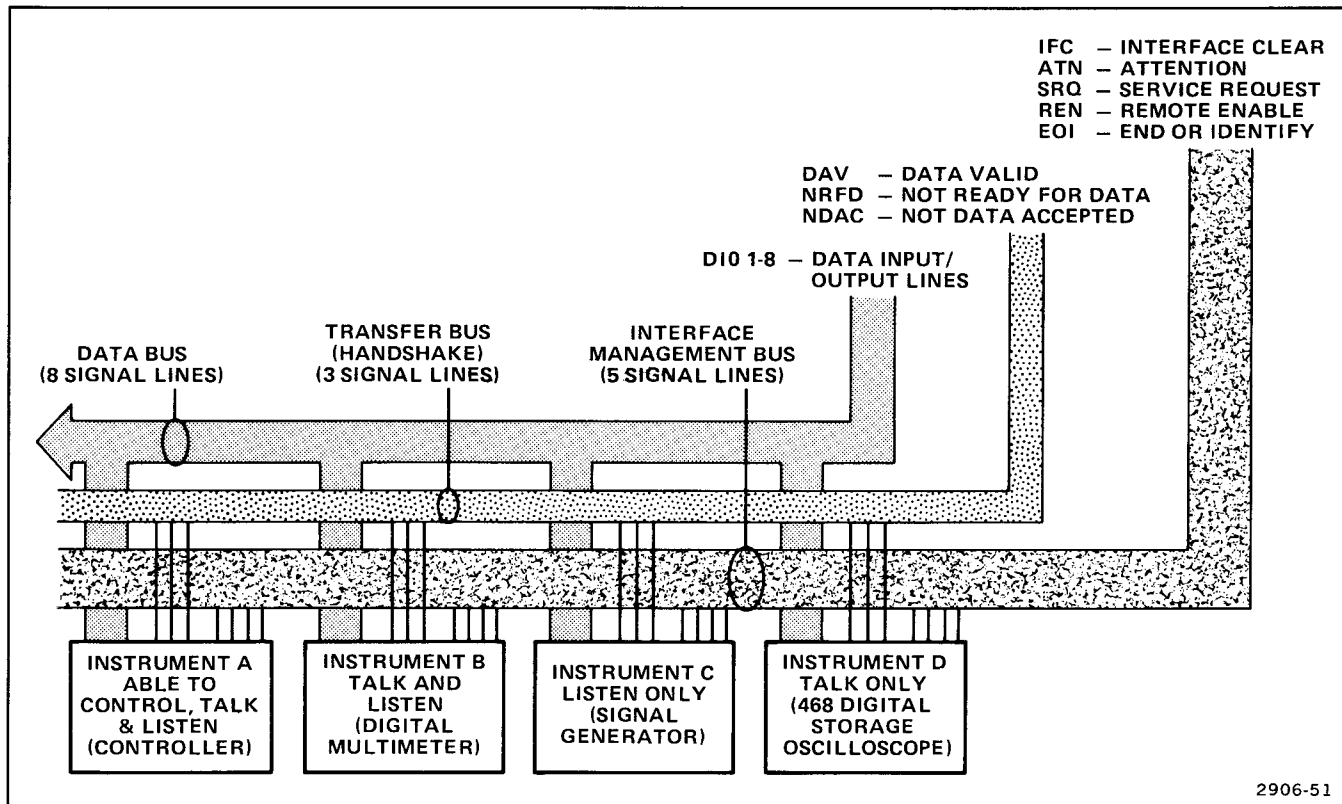 IFC – INTERFACE CLEAR
ATN – ATTENTION
SRQ – SERVICE REQUEST
REN – REMOTE ENABLE
EOI – END OR IDENTIFY
DAV – DATA VALID
NRFD – NOT READY FOR DATA
NDAC – NOT DATA ACCEPTED
DIO 1-8 – DATA INPUT/
OUTPUT LINES
DATA BUS
(8 SIGNAL LINES)
TRANSFER BUS
(HANDSHAKE)
(3 SIGNAL LINES)
INTERFACE
MANAGEMENT BUS
(5 SIGNAL LINES)
INSTRUMENT A
ABLE TO
CONTROL, TALK
& LISTEN
(CONTROLLER)
INSTRUMENT B
TALK AND
LISTEN
(DIGITAL
MULTIMETER)
INSTRUMENT C
LISTEN ONLY
(SIGNAL
GENERATOR)
INSTRUMENT D
TALK ONLY
(468 DIGITAL
STORAGE
OSCILLOSCOPE)
2906-51